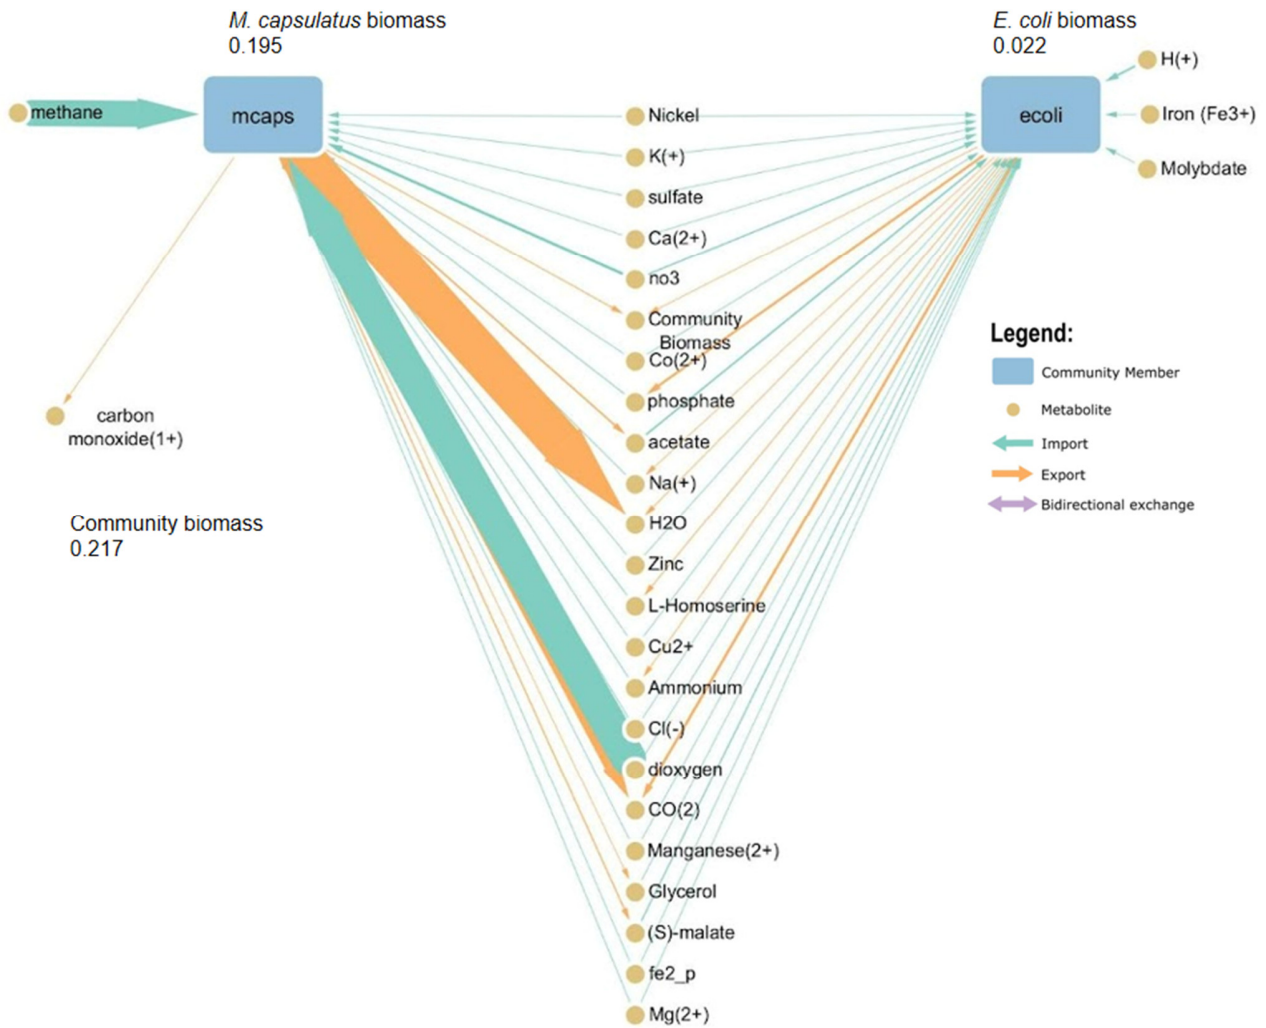 M. capsulatus biomass
0.195
E. coli biomass
0.022
methane
mcaps
ecoli
H(+)
Iron (Fe3+)
Molybdate
Nickel
K(+)
sulfate
Ca(2+)
no3
Community
Biomass
Co(2+)
phosphate
acetate
Na(+)
H2O
Zinc
L-Homoserine
Cu2+
Ammonium
Cl(-)
dioxygen
CO(2)
Manganese(2+)
Glycerol
(S)-malate
fe2_p
Mg(2+)
carbon
monoxide(1+)
Community biomass
0.217
Legend:
Community Member
Metabolite
Import
Export
Bidirectional exchange